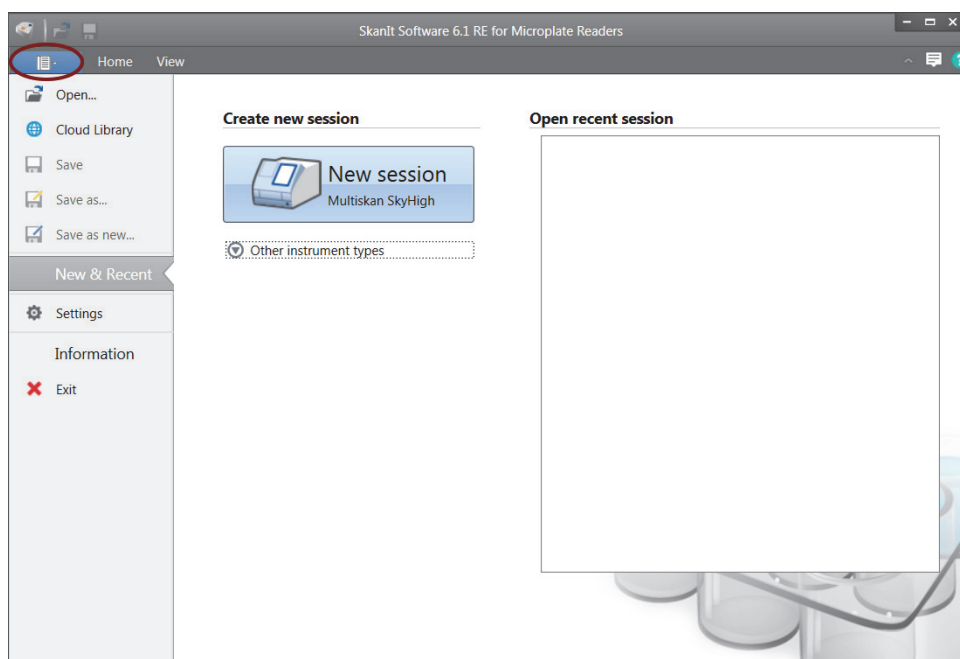 SkanIt Software 6.1 RE for Microplate Readers
Home View
Open...
Cloud Library
Save
Save as...
Save as new...
New & Recent
Settings
Information
Exit
Create new session
New session
Multiskan SkyHigh
Other instrument types
Open recent session